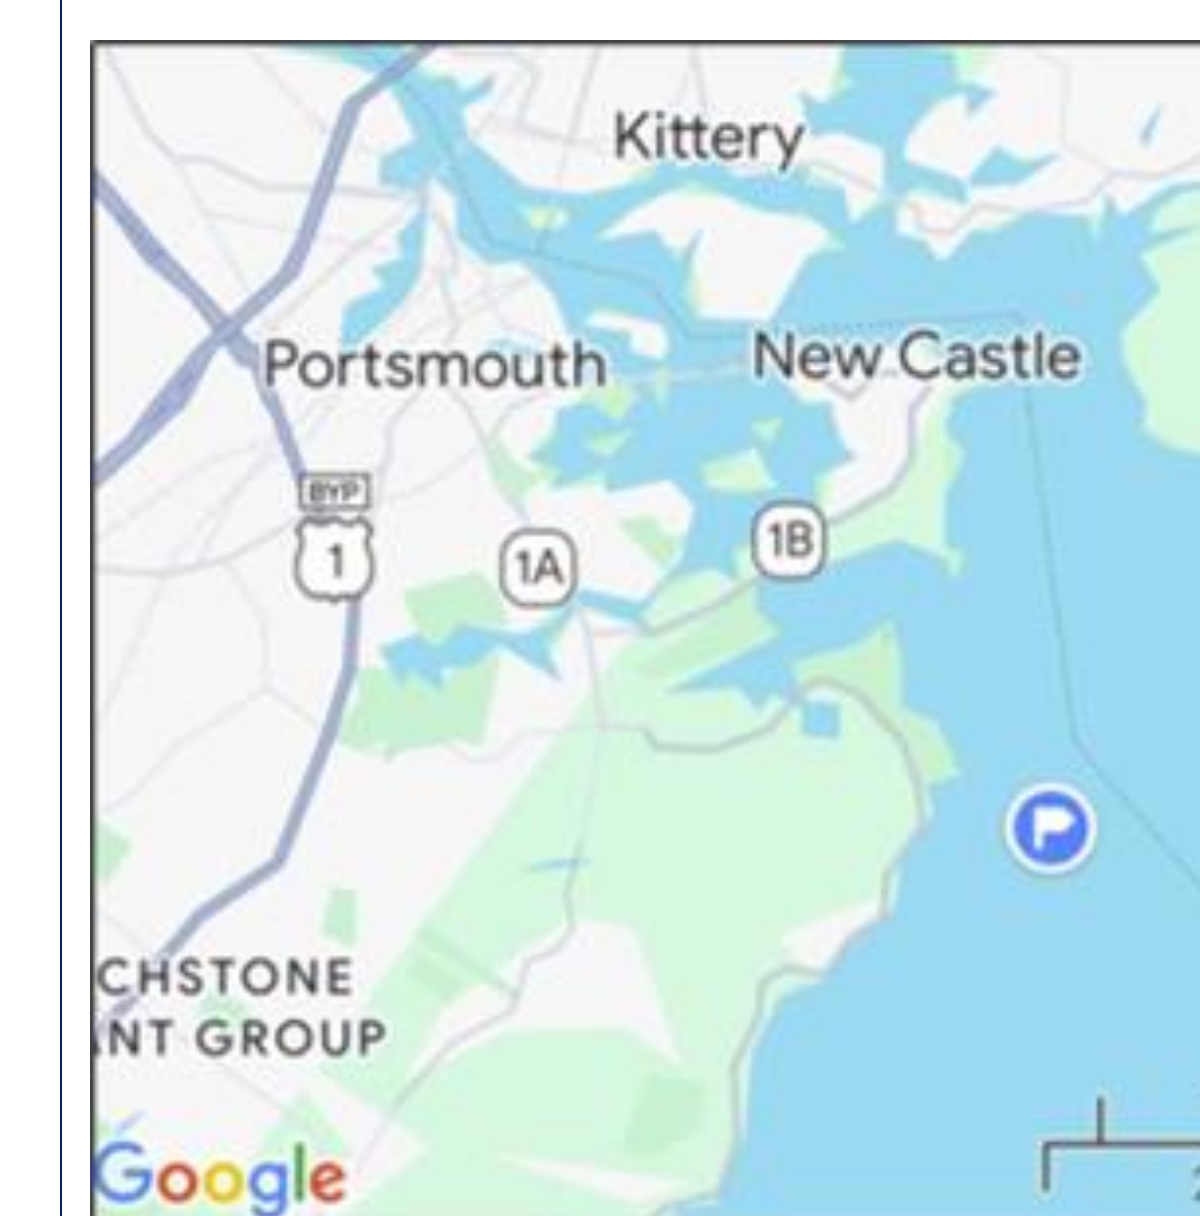 Kittery
Portsmouth
New Castle
BYP
1
1A
1B
CHSTONE
NT GROUP
Google